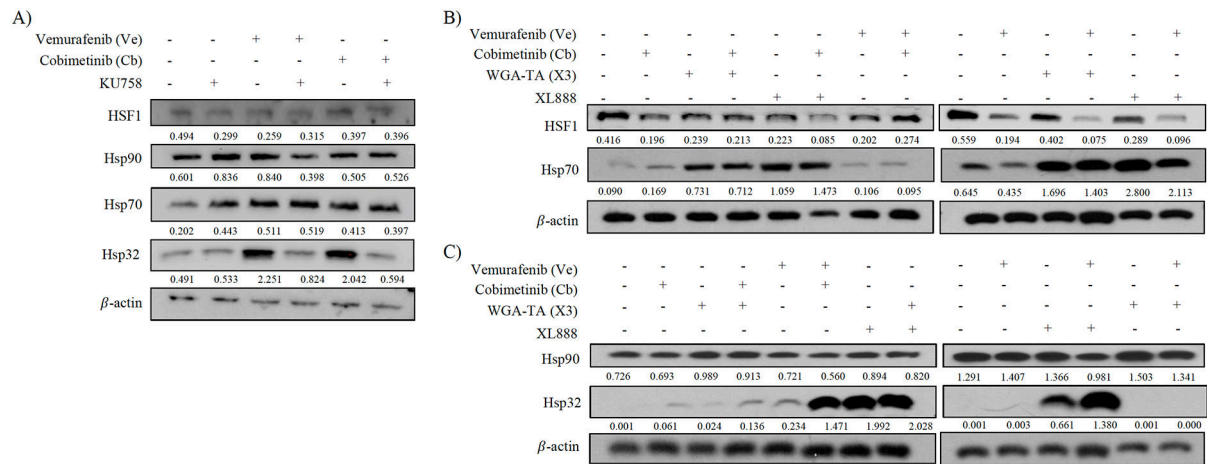 A)
Vemurafenib (Ve) - - + + - -
Cobimetinib (Cb) - - - - + +
KU758 - + - + - +
HSF1
0.494 0.299 0.259 0.315 0.397 0.396
Hsp90
0.601 0.836 0.840 0.398 0.505 0.526
Hsp70
0.202 0.443 0.511 0.519 0.413 0.397
Hsp32
0.491 0.533 2.251 0.824 2.042 0.594
β-actin
B)
Vemurafenib (Ve) - - - - - - + + - + - + - +
Cobimetinib (Cb) - + - + - + - + - - - - - -
WGA-TA (X3) - - + + - - - - - - + + - -
XL888 - - - - + + - - - - - - + +
HSF1
0.416 0.196 0.239 0.213 0.223 0.085 0.202 0.274 0.559 0.194 0.402 0.075 0.289 0.096
Hsp70
0.090 0.169 0.731 0.712 1.059 1.473 0.106 0.095 0.645 0.435 1.696 1.403 2.800 2.113
β-actin
C)
Vemurafenib (Ve) - - - - + + - - - + - + - +
Cobimetinib (Cb) - + - + - + - - - - - - - -
WGA-TA (X3) - - + + - - - + - - - - + +
XL888 - - - - - - + + - - + + - -
Hsp90
0.726 0.693 0.989 0.913 0.721 0.560 0.894 0.820 1.291 1.407 1.366 0.981 1.503 1.341
Hsp32
0.001 0.061 0.024 0.136 0.234 1.471 1.992 2.028 0.001 0.003 0.661 1.380 0.001 0.000
β-actin